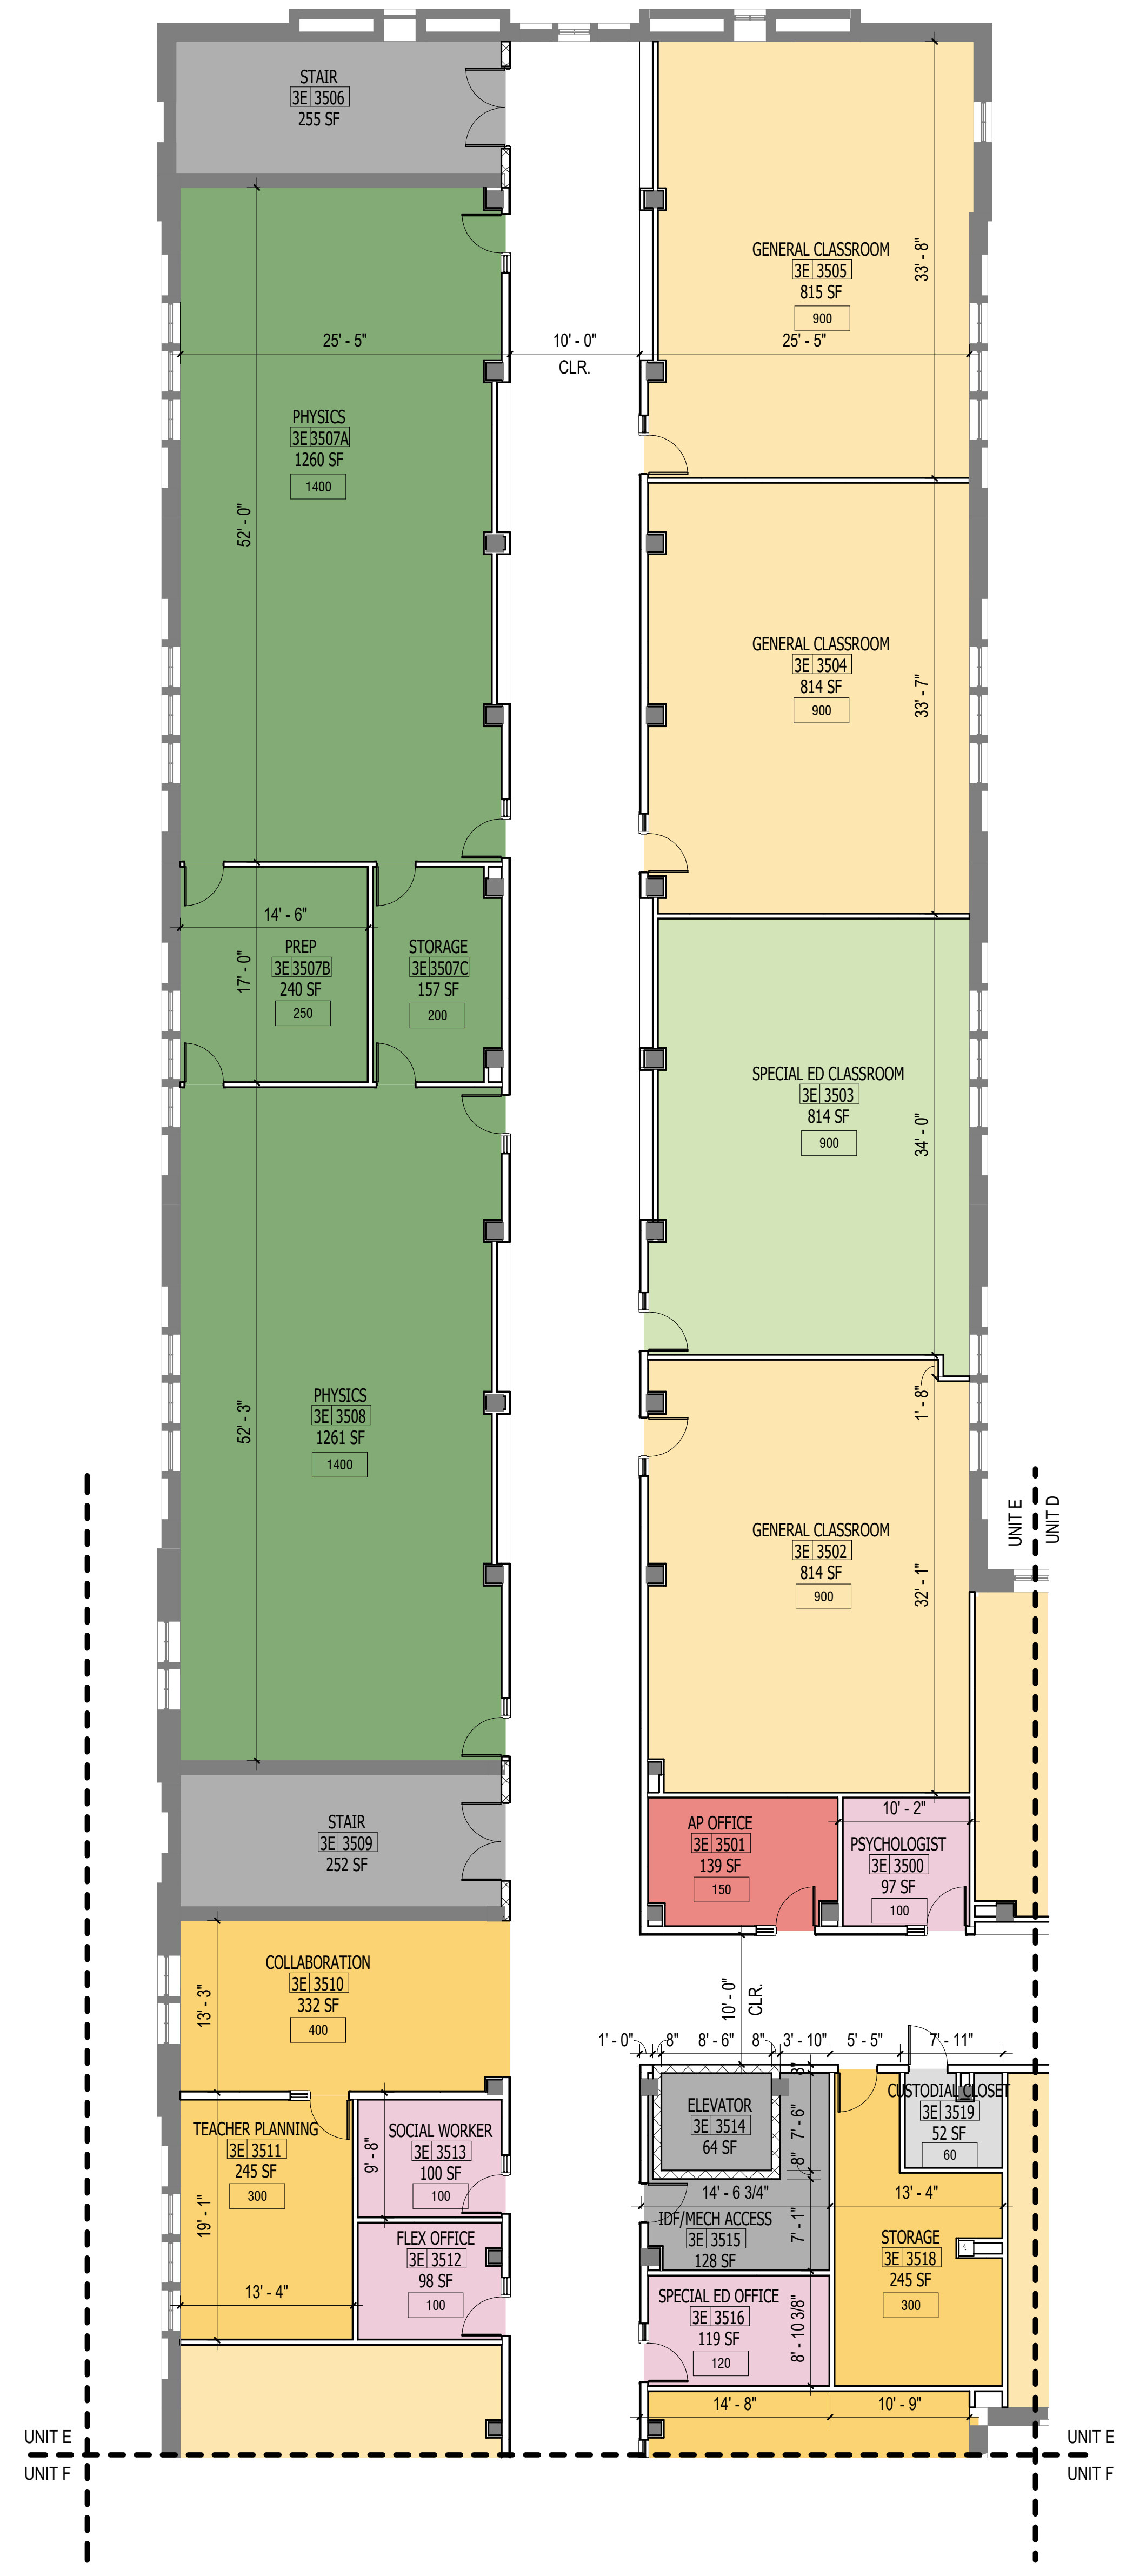 STAIR
3E 3506
255 SF
GENERAL CLASSROOM
3E 3505
815 SF
900
33' - 8"
25' - 5"
10' - 0"
CLR.
25' - 5"
PHYSICS
3E 3507A
1260 SF
1400
52' - 0"
GENERAL CLASSROOM
3E 3504
814 SF
900
33' - 7"
14' - 6"
PREP
3E 3507B
240 SF
250
17' - 0"
STORAGE
3E 3507C
157 SF
200
SPECIAL ED CLASSROOM
3E 3503
814 SF
900
34' - 0"
1' - 8"
PHYSICS
3E 3508
1261 SF
1400
52' - 3"
GENERAL CLASSROOM
3E 3502
814 SF
900
32' - 1"
UNIT E
UNIT D
STAIR
3E 3509
252 SF
AP OFFICE
3E 3501
139 SF
150
10' - 2"
PSYCHOLOGIST
3E 3500
97 SF
100
COLLABORATION
3E 3510
332 SF
400
13' - 3"
10' - 0"
CLR.
1' - 0"
8"
8' - 6"
8"
3' - 10"
5' - 5"
7' - 11"
8"
ELEVATOR
3E 3514
64 SF
7' - 6"
8"
CUSTODIAL CLOSET
3E 3519
52 SF
60
TEACHER PLANNING
3E 3511
245 SF
300
19' - 1"
13' - 4"
SOCIAL WORKER
3E 3513
100 SF
100
9' - 8"
FLEX OFFICE
3E 3512
98 SF
100
14' - 6 3/4"
13' - 4"
IDF/MECH ACCESS
3E 3515
128 SF
7' - 1"
STORAGE
3E 3518
245 SF
300
SPECIAL ED OFFICE
3E 3516
119 SF
120
8' - 10 3/8"
14' - 8"
10' - 9"
UNIT E
UNIT F
UNIT E
UNIT F